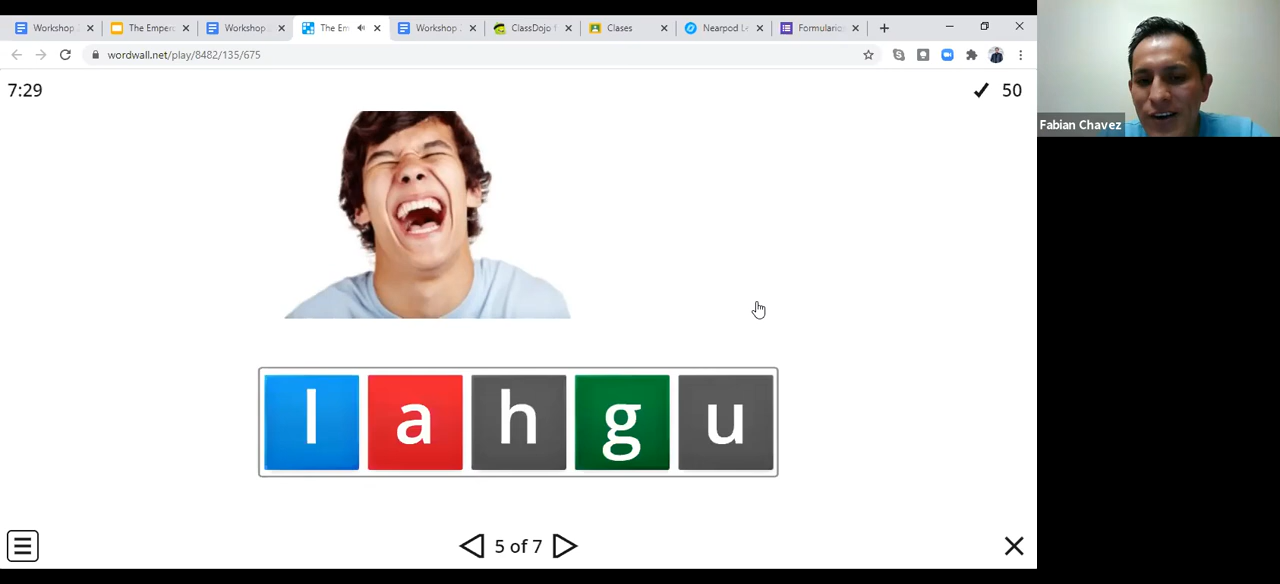 Workshop
The Emperc
Workshop
The Em
Workshop
ClassDojo f
Clases
Nearpod L
Formulario
wordwall.net/play/8482/135/675
7:29
50
Fabian Chavez
l a h g u
5 of 7